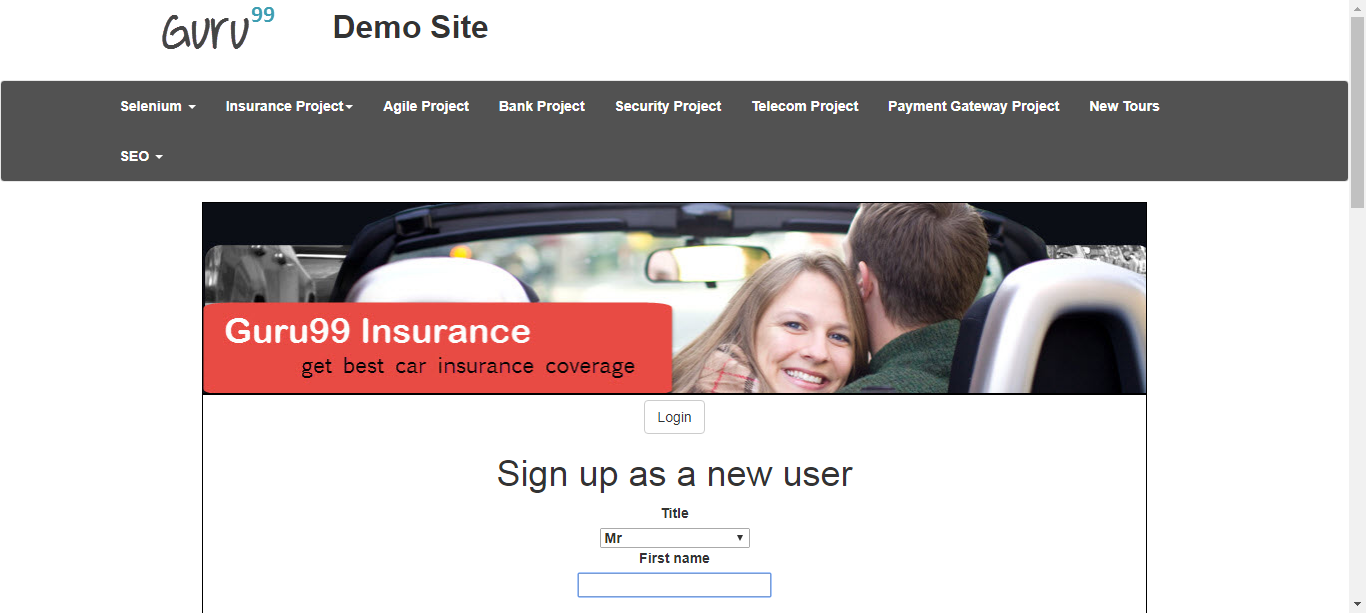 Guru99 Demo Site
Selenium Insurance Project Agile Project Bank Project Security Project Telecom Project Payment Gateway Project New Tours
SEO
Guru99 Insurance
get best car insurance coverage
Login
Sign up as a new user
Title
Mr
First name